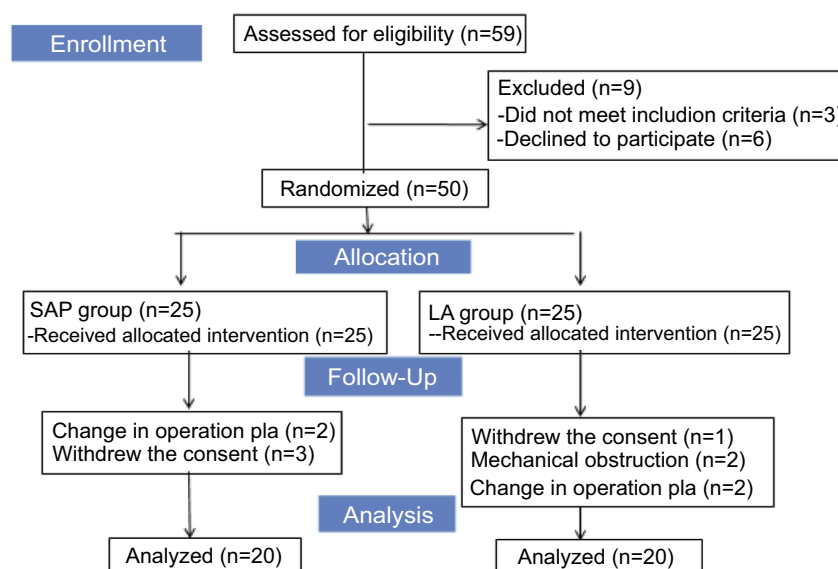 Enrollment
Assessed for eligibility (n=59)
Excluded (n=9)
-Did not meet includion criteria (n=3)
-Declined to participate (n=6)
Randomized (n=50)
Allocation
SAP group (n=25)
-Received allocated intervention (n=25)
LA group (n=25)
--Received allocated intervention (n=25)
Follow-Up
Change in operation pla (n=2)
Withdrew the consent (n=3)
Withdrew the consent (n=1)
Mechanical obstruction (n=2)
Change in operation pla (n=2)
Analysis
Analyzed (n=20)
Analyzed (n=20)